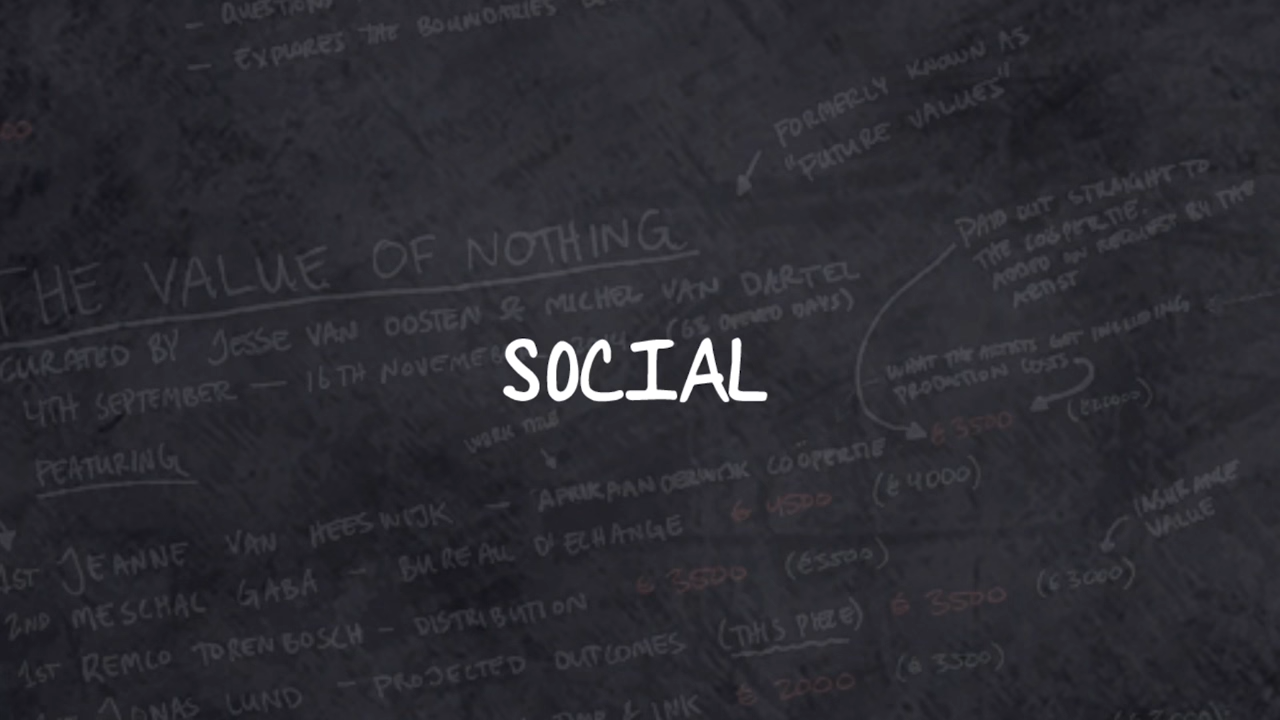 - QUESTIONS
- EXPLORES THE BOUNDARIES
FORMERLY KNOWN AS
"FUTURE VALUES"
THE VALUE OF NOTHING
CURATED BY JESSE VAN OOSTEN & MICHEL VAN DARTEL
4TH SEPTEMBER — 16TH NOVEMBER (65 OPENED DAYS)
PAID OUT STRAIGHT TO
THE COÖPERTIE.
ADDED ON REQUEST BY THE
ARTIST
SOCIAL
- WHAT THE ARTISTS GOT INCLUDING
PRODUCTION COSTS
FEATURING
WORK TITLE
1ST JEANNE VAN HEESWIJK — AFRIKAANDERWIJK COÖPERTIE € 3500
2ND MESCHAC GABA — BUREAU D'ECHANGE € 4500 (€4000)
1ST REMCO TORENBOSCH — DISTRIBUTION € 3500 (€5500)
INSURANCE
VALUE
JONAS LUND — PROJECTED OUTCOMES (THIS PIECE) € 3500 (€3000)
& INK € 2000 (€ 3500)